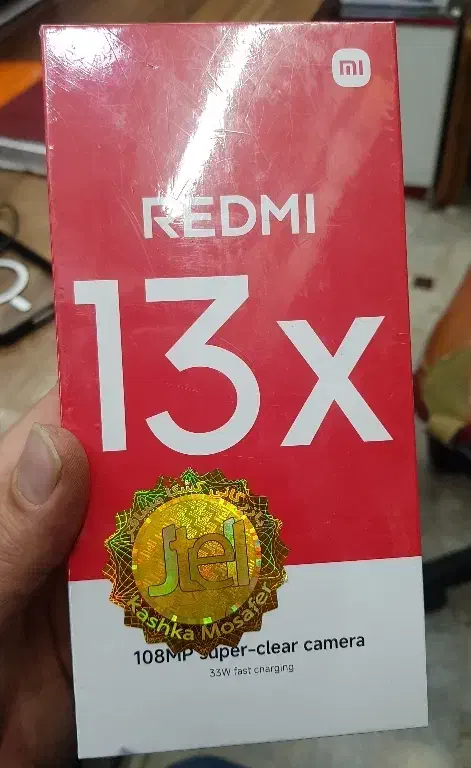 mi
REDMI
13x
Jtel
Kashka Mosafer
108MP super-clear camera
33W fast charging